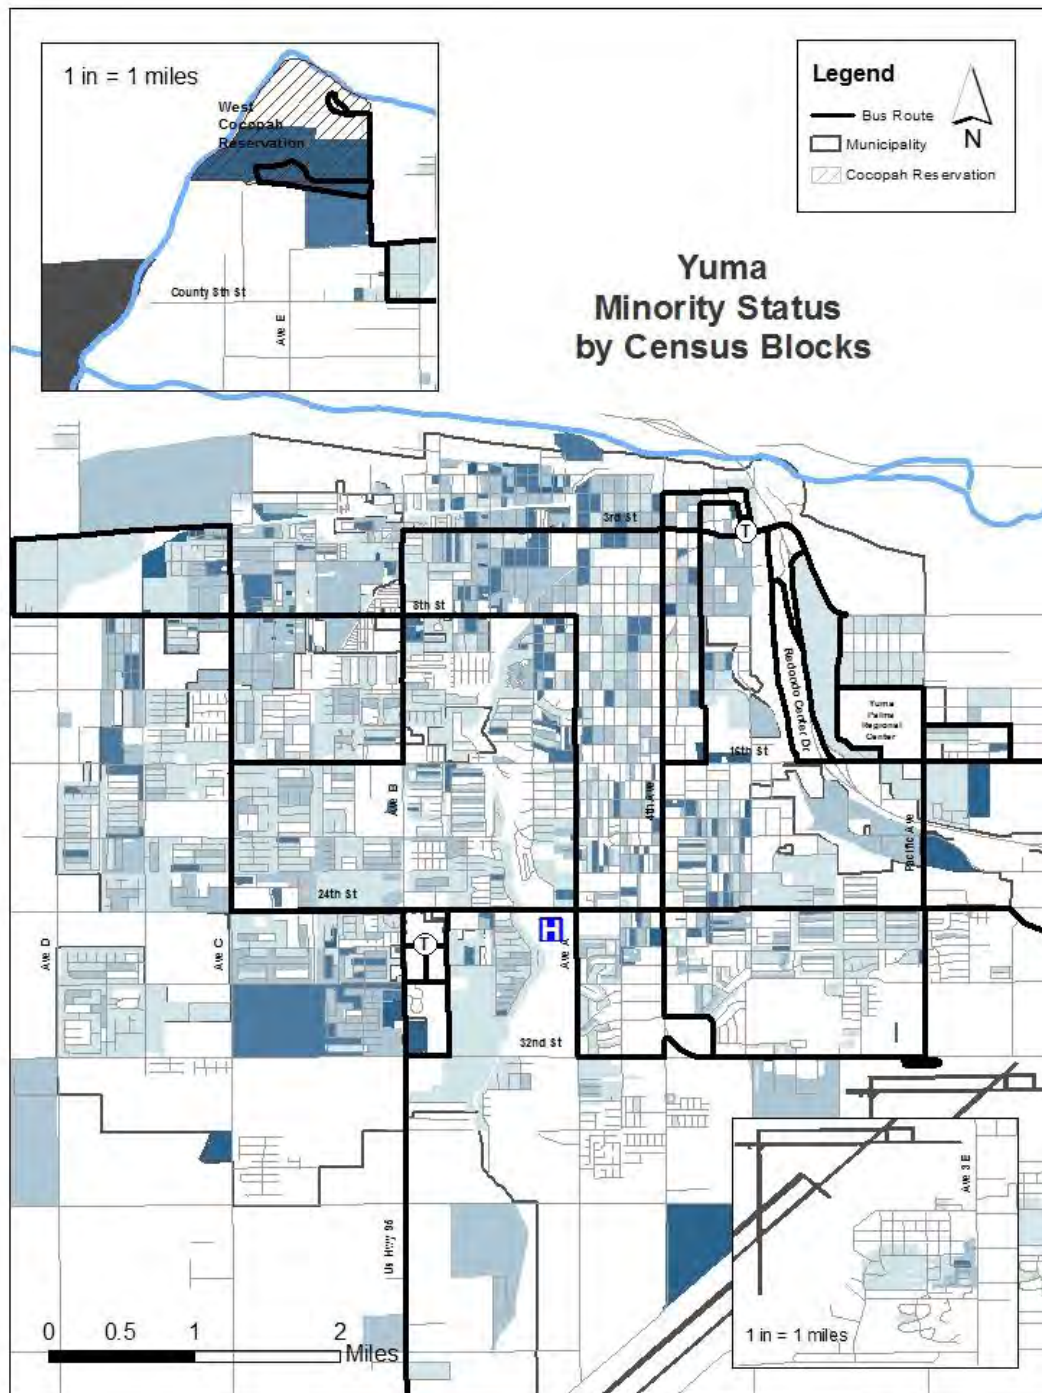 1 in = 1 miles
West
Cocopah
Reservation
County 8th St
Ave E
Legend
Bus Route
Municipality
Cocopah Reservation
N
Yuma
Minority Status
by Census Blocks
3rd St
T
8th St
Redondo Center Dr
Yuma
Palms
Regional
Center
16th St
Ave B
4th Ave
Pacific Ave
24th St
H
T
Ave D
Ave C
Ave A
32nd St
Ave 3E
Us Hwy 95
0 0.5 1 2
Miles
1 in = 1 miles